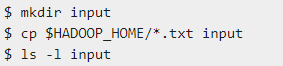 $ mkdir input
$ cp $HADOOP_HOME/*.txt input
$ ls -l input